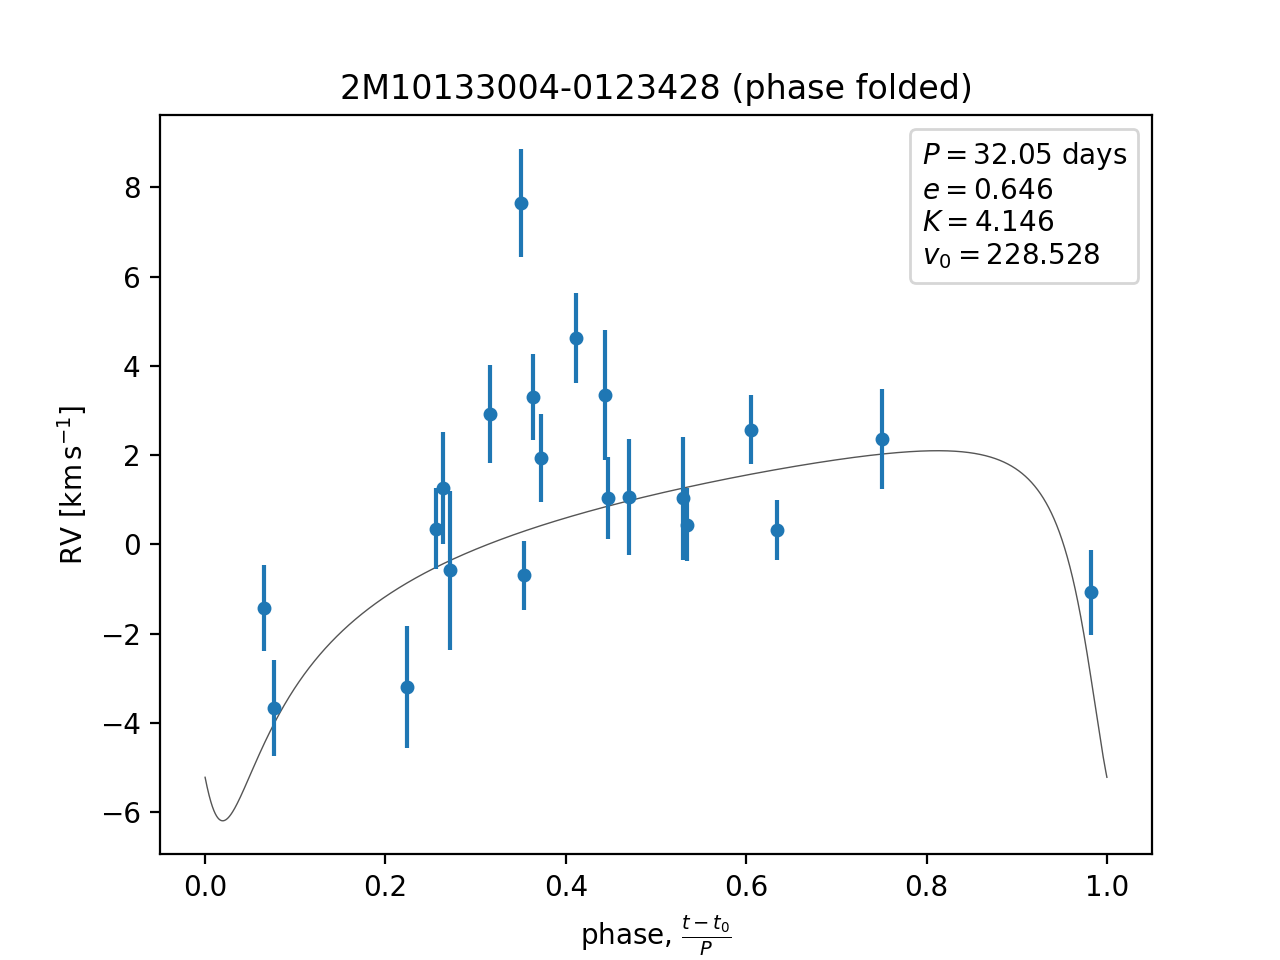 2M10133004-0123428 (phase folded)
P = 32.05 days
e = 0.646
K = 4.146
v₀ = 228.528
8
6
4
2
0
−2
−4
−6
RV [km s⁻¹]
0.0 0.2 0.4 0.6 0.8 1.0
phase, (t − t₀)/P